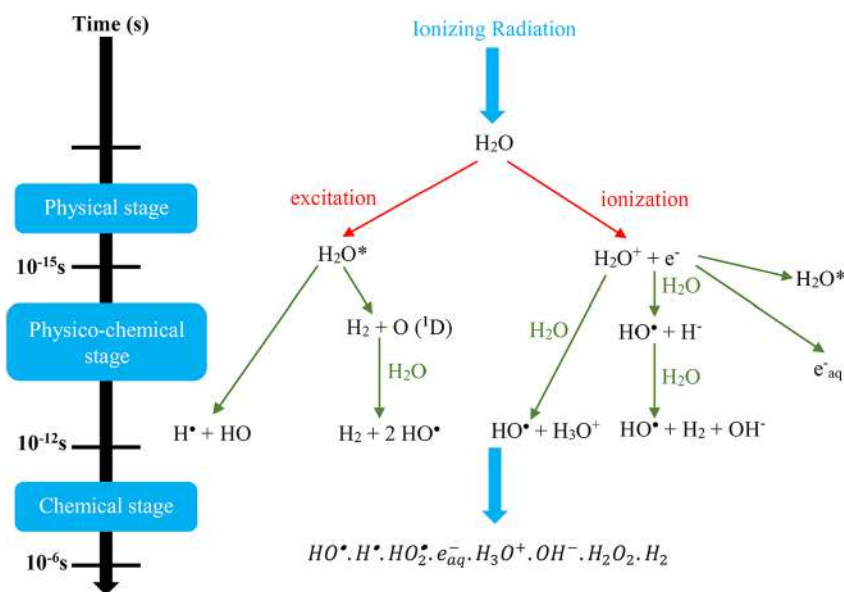 Time (s)
Ionizing Radiation
H₂O
excitation
ionization
Physical stage
10⁻¹⁵s
H₂O*
H₂O⁺ + e⁻
H₂O*
H₂O
Physico-chemical
stage
H₂ + O (¹D)
H₂O
HO• + H⁻
H₂O
H₂O
e⁻aq
10⁻¹²s
H• + HO
H₂ + 2 HO•
HO• + H₃O⁺
HO• + H₂ + OH⁻
Chemical stage
10⁻⁶s
HO•.H•.HO₂•.e⁻aq.H₃O⁺.OH⁻.H₂O₂.H₂